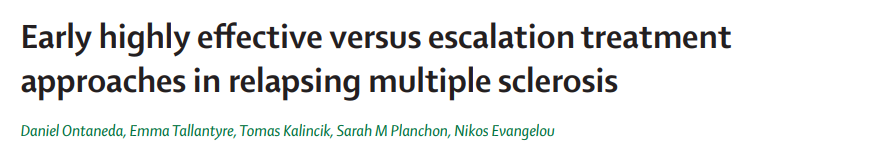 Early highly effective versus escalation treatment
approaches in relapsing multiple sclerosis
Daniel Ontaneda, Emma Tallantyre, Tomas Kalincik, Sarah M Planchon, Nikos Evangelou